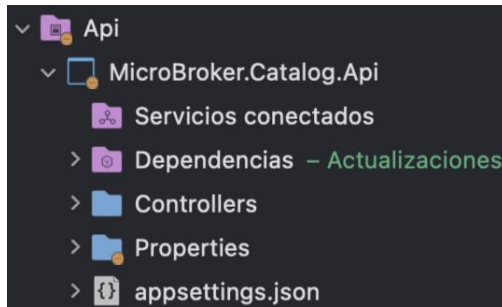 Api
MicroBroker.Catalog.Api
Servicios conectados
Dependencias – Actualizaciones
Controllers
Properties
appsettings.json